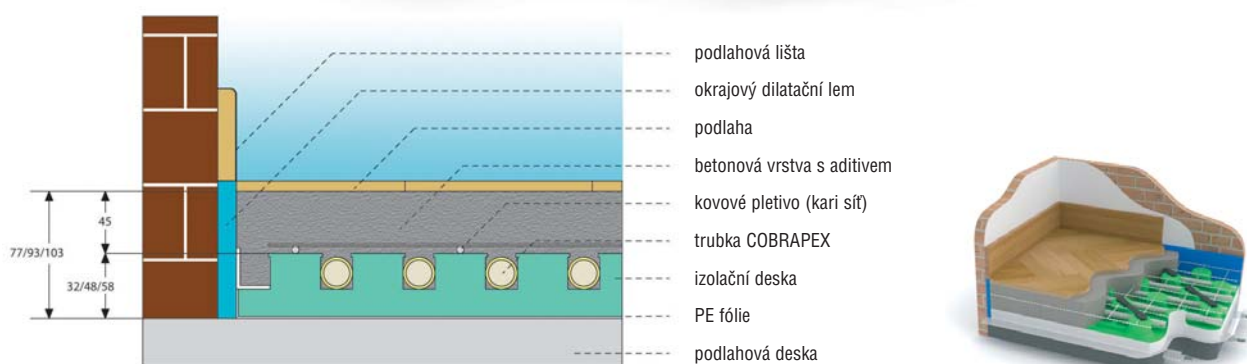 podlahová lišta
okrajový dilatační lem
podlaha
betonová vrstva s aditivem
kovové pletivo (kari síť)
trubka COBRAPEX
izolační deska
PE fólie
podlahová deska
45
77/93/103
32/48/58